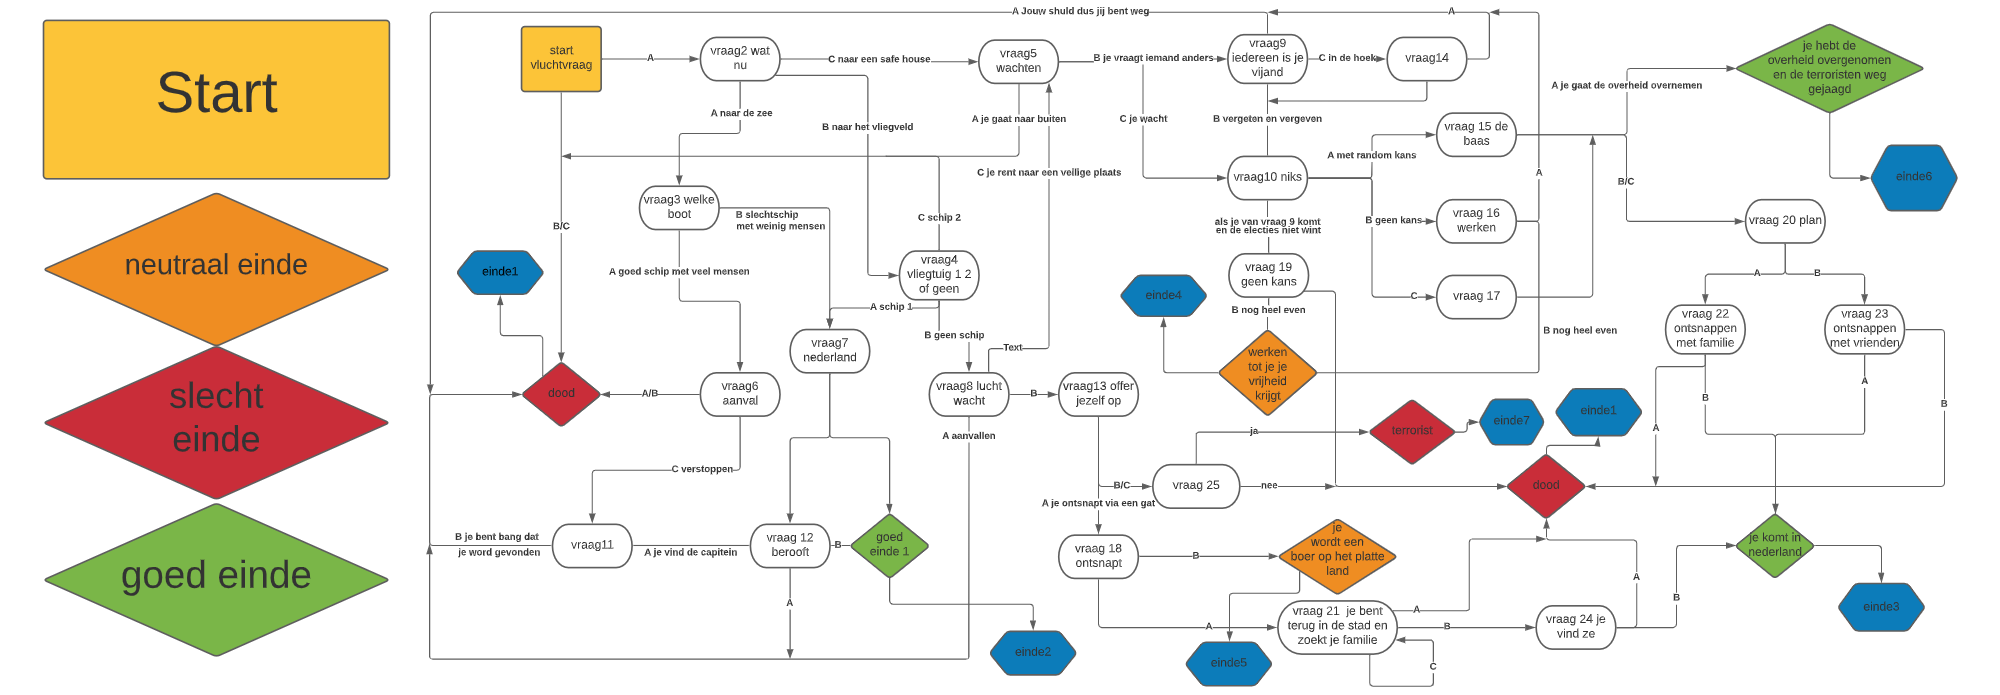 Start
neutraal einde
slecht
einde
goed einde
A Jouw shuld dus jij bent weg
A
start
vluchtvraag
A
vraag2 wat
nu
C naar een safe house
vraag5
wachten
B je vraagt iemand anders
vraag9
iedereen is je
vijand
C in de hoek
vraag14
je hebt de
overheid overgenomen
en de terroristen weg
gejaagd
A je gaat de overheid overnemen
A naar de zee
B naar het vliegveld
A je gaat naar buiten
C je wacht
B vergeten en vergeven
vraag 15 de
baas
A met random kans
C je rent naar een veilige plaats
vraag10 niks
A
B/C
einde6
vraag3 welke
boot
B slechtschip
met weinig mensen
C schip 2
B/C
als je van vraag 9 komt
en de electies niet wint
B geen kans
vraag 16
werken
vraag 20 plan
einde1
A goed schip met veel mensen
vraag4
vliegtuig 1 2
of geen
vraag 19
geen kans
A
B
einde4
C
vraag 17
A schip 1
B nog heel even
vraag 22
ontsnappen
met familie
vraag 23
ontsnappen
met vrienden
B geen schip
B nog heel even
vraag7
nederland
Text
werken
tot je je
vrijheid
krijgt
dood
A/B
vraag6
aanval
vraag8 lucht
wacht
B
vraag13 offer
jezelf op
A
B
B
einde1
einde7
A aanvallen
ja
terrorist
A
C verstoppen
B/C
vraag 25
nee
dood
A je ontsnapt via een gat
B je bent bang dat
je word gevonden
vraag11
A je vind de capitein
vraag 12
berooft
B
goed
einde 1
vraag 18
ontsnapt
B
je
wordt een
boer op het platte
land
je komt in
nederland
A
A
B
einde3
A
vraag 21 je bent
terug in de stad en
zoekt je familie
A
B
vraag 24 je
vind ze
einde2
einde5
C